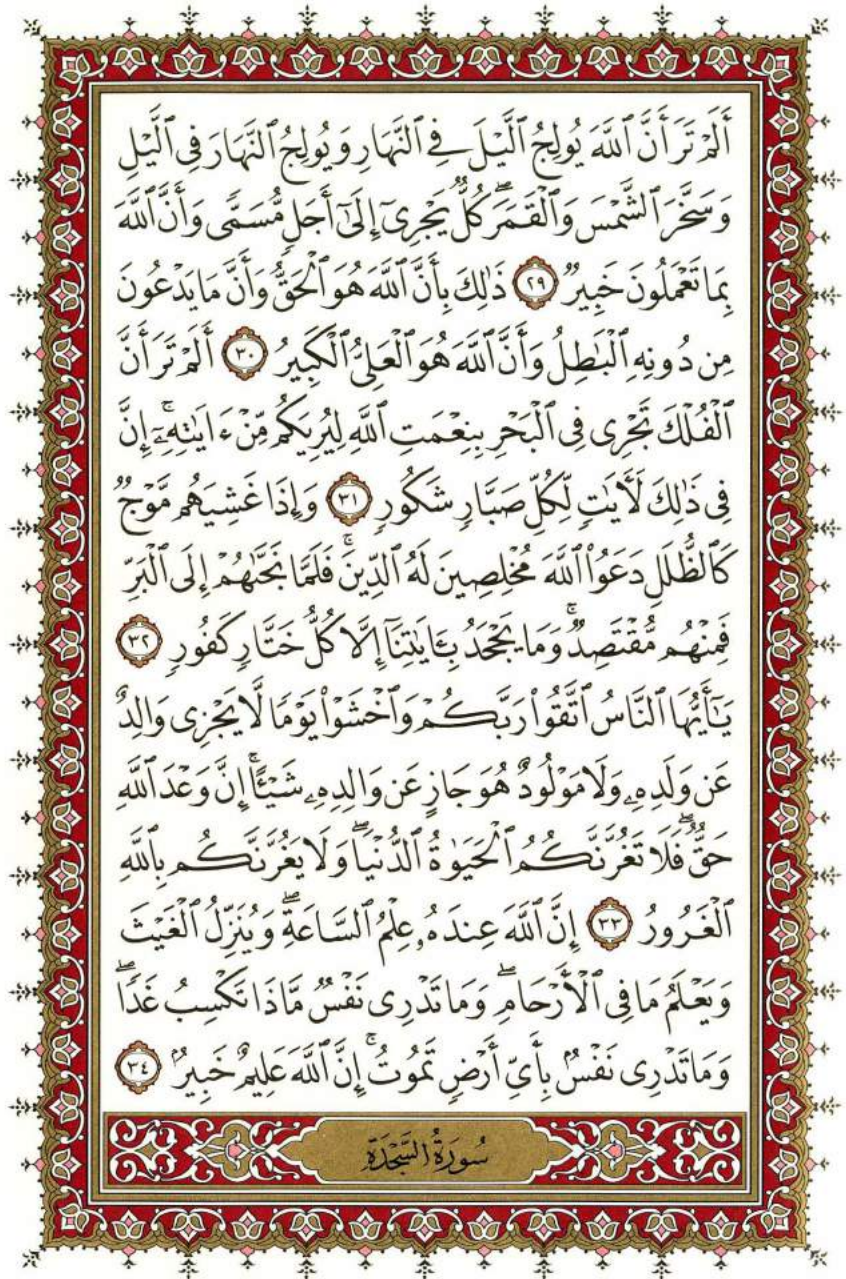 أَلَمْ تَرَ أَنَّ ٱللَّهَ يُولِجُ ٱلَّيْلَ فِي ٱلنَّهَارِ وَيُولِجُ ٱلنَّهَارَ فِي ٱلَّيْلِ
وَسَخَّرَ ٱلشَّمْسَ وَٱلْقَمَرَۖ كُلٌّ يَجْرِىٓ إِلَىٰٓ أَجَلٍ مُّسَمًّى وَأَنَّ ٱللَّهَ
بِمَا تَعْمَلُونَ خَبِيرٌ ٢٩ ذَٰلِكَ بِأَنَّ ٱللَّهَ هُوَ ٱلْحَقُّ وَأَنَّ مَا يَدْعُونَ
مِن دُونِهِ ٱلْبَٰطِلُ وَأَنَّ ٱللَّهَ هُوَ ٱلْعَلِىُّ ٱلْكَبِيرُ ٣٠ أَلَمْ تَرَ أَنَّ
ٱلْفُلْكَ تَجْرِى فِى ٱلْبَحْرِ بِنِعْمَتِ ٱللَّهِ لِيُرِيَكُم مِّنْ ءَايَٰتِهِۦٓۚ إِنَّ
فِى ذَٰلِكَ لَءَايَٰتٍ لِّكُلِّ صَبَّارٍ شَكُورٍ ٣١ وَإِذَا غَشِيَهُم مَّوْجٌ
كَٱلظُّلَلِ دَعَوُا۟ ٱللَّهَ مُخْلِصِينَ لَهُ ٱلدِّينَۚ فَلَمَّا نَجَّىٰهُمْ إِلَى ٱلْبَرِّ
فَمِنْهُم مُّقْتَصِدٌۚ وَمَا يَجْحَدُ بِـَٔايَٰتِنَآ إِلَّا كُلُّ خَتَّارٍ كَفُورٍ ٣٢
يَٰٓأَيُّهَا ٱلنَّاسُ ٱتَّقُوا۟ رَبَّكُمْ وَٱخْشَوْا۟ يَوْمًا لَّا يَجْزِى وَالِدٌ
عَن وَلَدِهِۦ وَلَا مَوْلُودٌ هُوَ جَازٍ عَن وَالِدِهِۦ شَيْـًٔاۚ إِنَّ وَعْدَ ٱللَّهِ
حَقٌّۖ فَلَا تَغُرَّنَّكُمُ ٱلْحَيَوٰةُ ٱلدُّنْيَاۖ وَلَا يَغُرَّنَّكُم بِٱللَّهِ
ٱلْغَرُورُ ٣٣ إِنَّ ٱللَّهَ عِندَهُۥ عِلْمُ ٱلسَّاعَةِۖ وَيُنَزِّلُ ٱلْغَيْثَ
وَيَعْلَمُ مَا فِى ٱلْأَرْحَامِۖ وَمَا تَدْرِى نَفْسٌ مَّاذَا تَكْسِبُ غَدًاۖ
وَمَا تَدْرِى نَفْسٌۢ بِأَىِّ أَرْضٍ تَمُوتُۚ إِنَّ ٱللَّهَ عَلِيمٌ خَبِيرٌۢ ٣٤
سُورَةُ السَّجْدَةِ